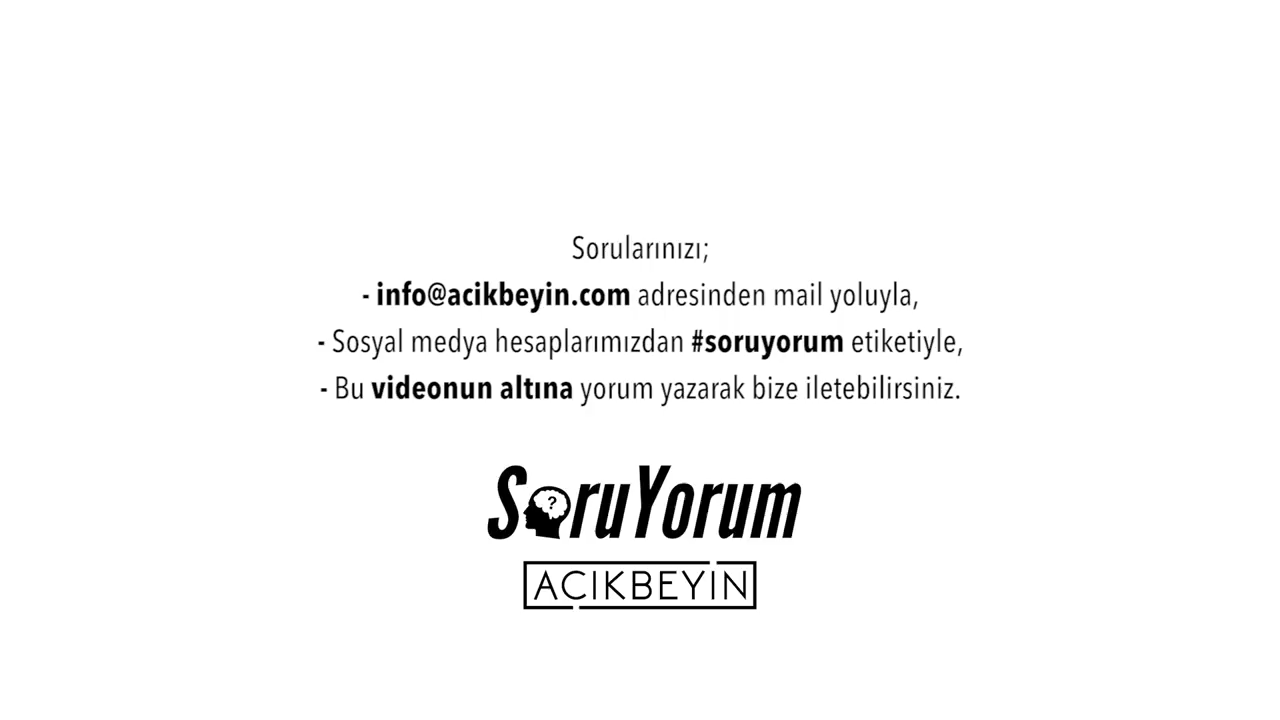 Sorularınızı;
- info@acikbeyin.com adresinden mail yoluyla,
- Sosyal medya hesaplarımızdan #soruyorum etiketiyle,
- Bu videonun altına yorum yazarak bize iletebilirsiniz.
SoruYorum
AÇIKBEYİN